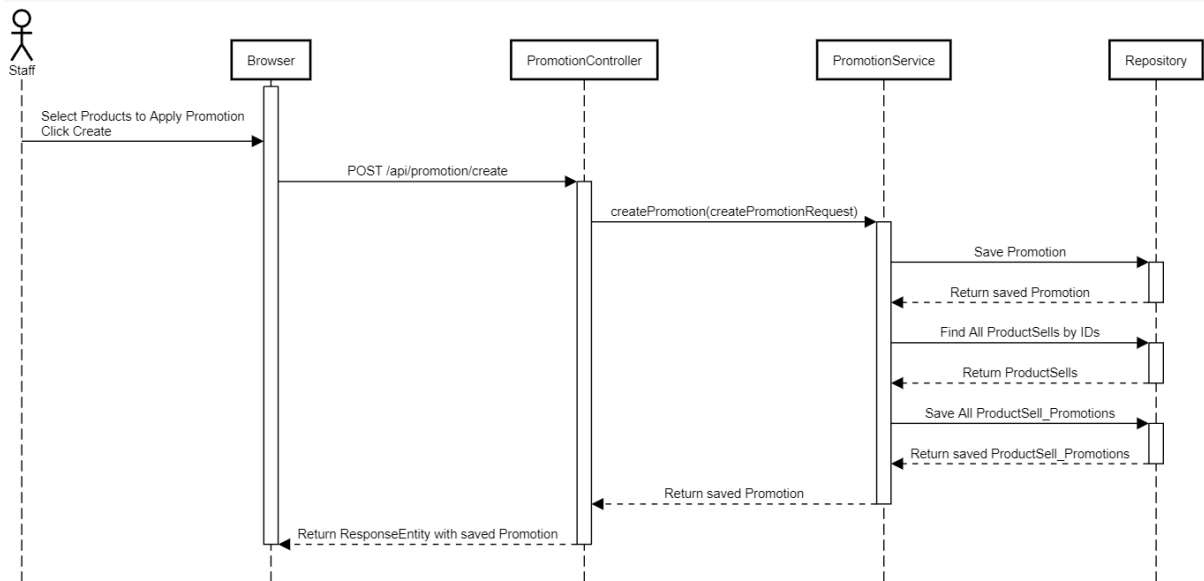 Staff
Browser
PromotionController
PromotionService
Repository
Select Products to Apply Promotion
Click Create
POST /api/promotion/create
createPromotion(createPromotionRequest)
Save Promotion
Return saved Promotion
Find All ProductSells by IDs
Return ProductSells
Save All ProductSell_Promotions
Return saved ProductSell_Promotions
Return saved Promotion
Return ResponseEntity with saved Promotion